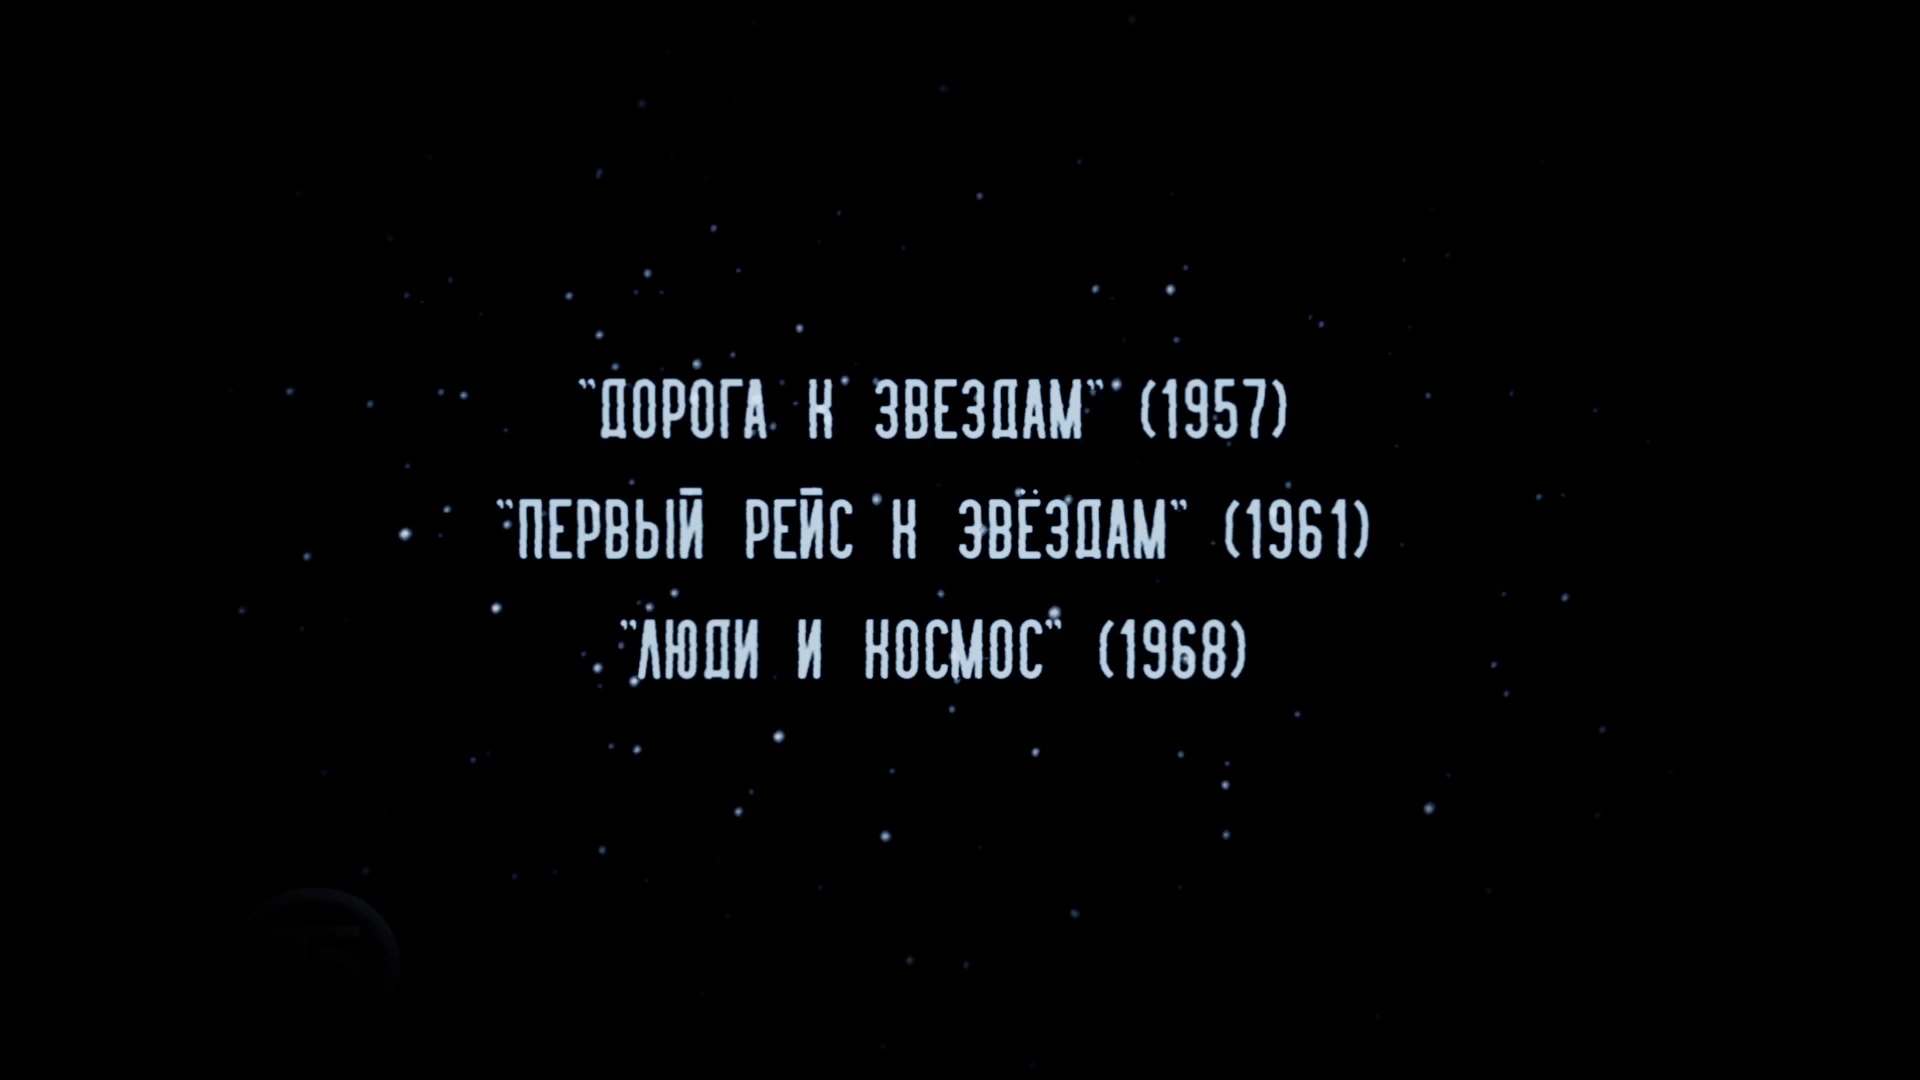 "ДОРОГА К ЗВЕЗДАМ" (1957)
"ПЕРВЫЙ РЕЙС К ЗВЁЗДАМ" (1961)
"ЛЮДИ И КОСМОС" (1968)